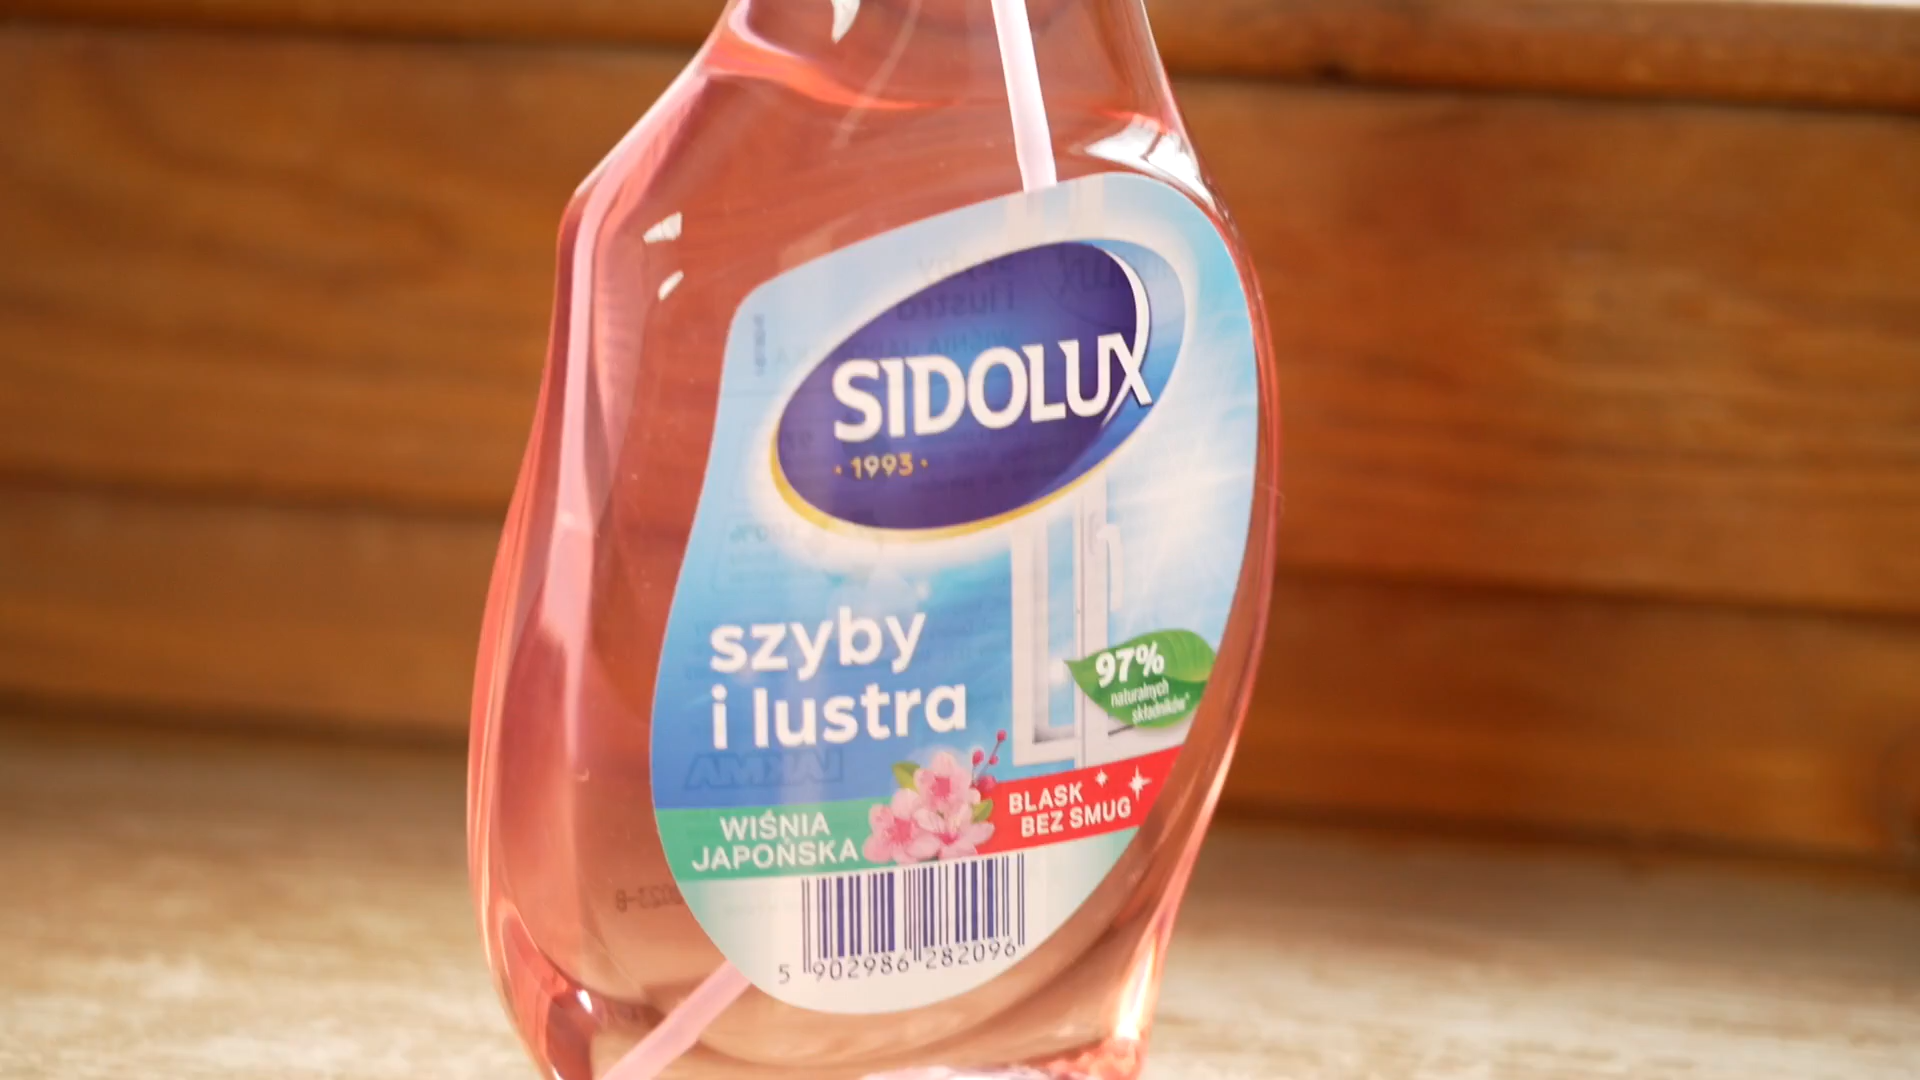 SIDOLUX
· 1993 ·
szyby
i lustra
97%
naturalnych
składników*
WIŚNIA
JAPOŃSKA
BLASK
BEZ SMUG
5 902986 282096